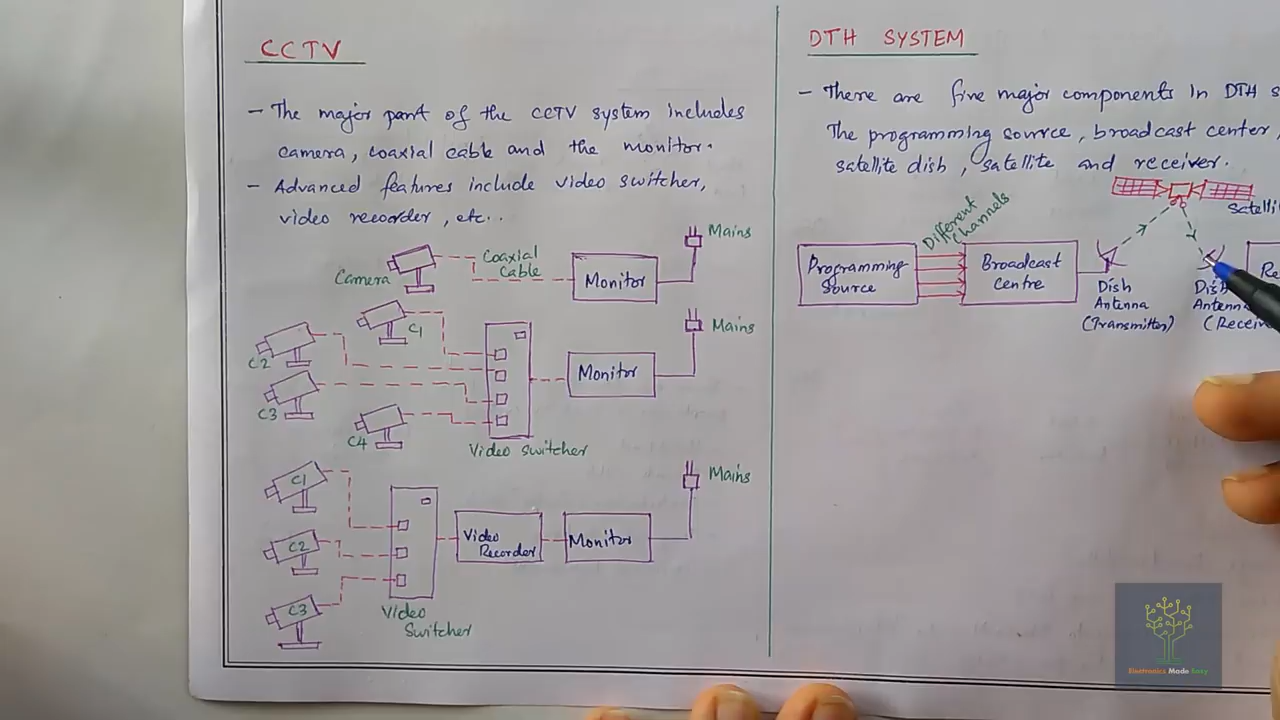 CCTV
- The major part of the CCTV system includes
camera, coaxial cable and the monitor.
- Advanced features include video switcher,
video recorder, etc..
Camera
Coaxial
Cable
Monitor
Mains
C1
C2
C3
C4
Video switcher
Monitor
Mains
C1
C2
C3
Video
Switcher
Video
Recorder
Monitor
Mains
DTH SYSTEM
- There are five major components in DTH
The programming source, broadcast center
satellite dish, satellite and receiver.
Programming
Source
Different
Channels
Broadcast
Centre
Dish
Antenna
(Transmitter)
Electronics Made Easy